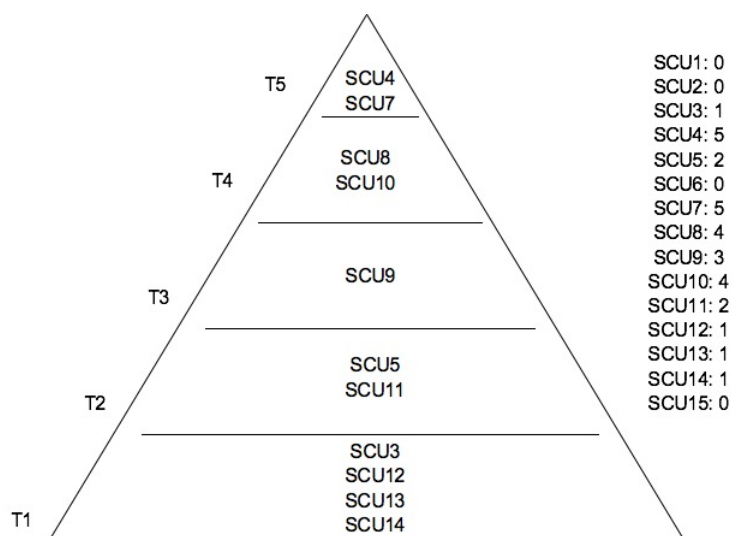 T5
SCU4
SCU7
T4
SCU8
SCU10
T3
SCU9
T2
SCU5
SCU11
T1
SCU3
SCU12
SCU13
SCU14
SCU1: 0
SCU2: 0
SCU3: 1
SCU4: 5
SCU5: 2
SCU6: 0
SCU7: 5
SCU8: 4
SCU9: 3
SCU10: 4
SCU11: 2
SCU12: 1
SCU13: 1
SCU14: 1
SCU15: 0